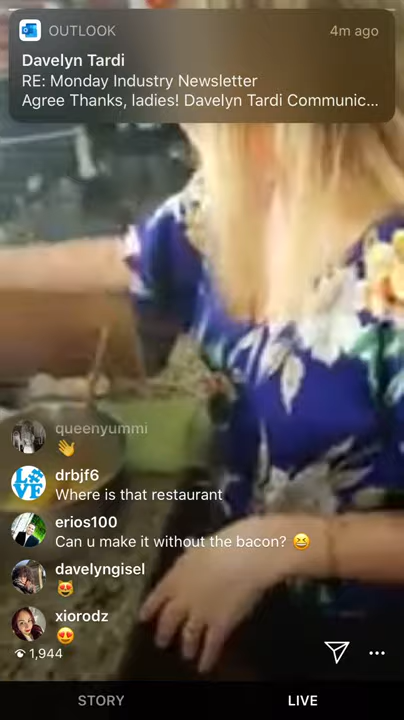 OUTLOOK
4m ago
Davelyn Tardi
RE: Monday Industry Newsletter
Agree Thanks, ladies! Davelyn Tardi Communic...
queenyummi
👋
LOVE
drbjf6
Where is that restaurant
erios100
Can u make it without the bacon? 😆
davelyngisel
😻
xiorodz
😍
1,944
STORY
LIVE